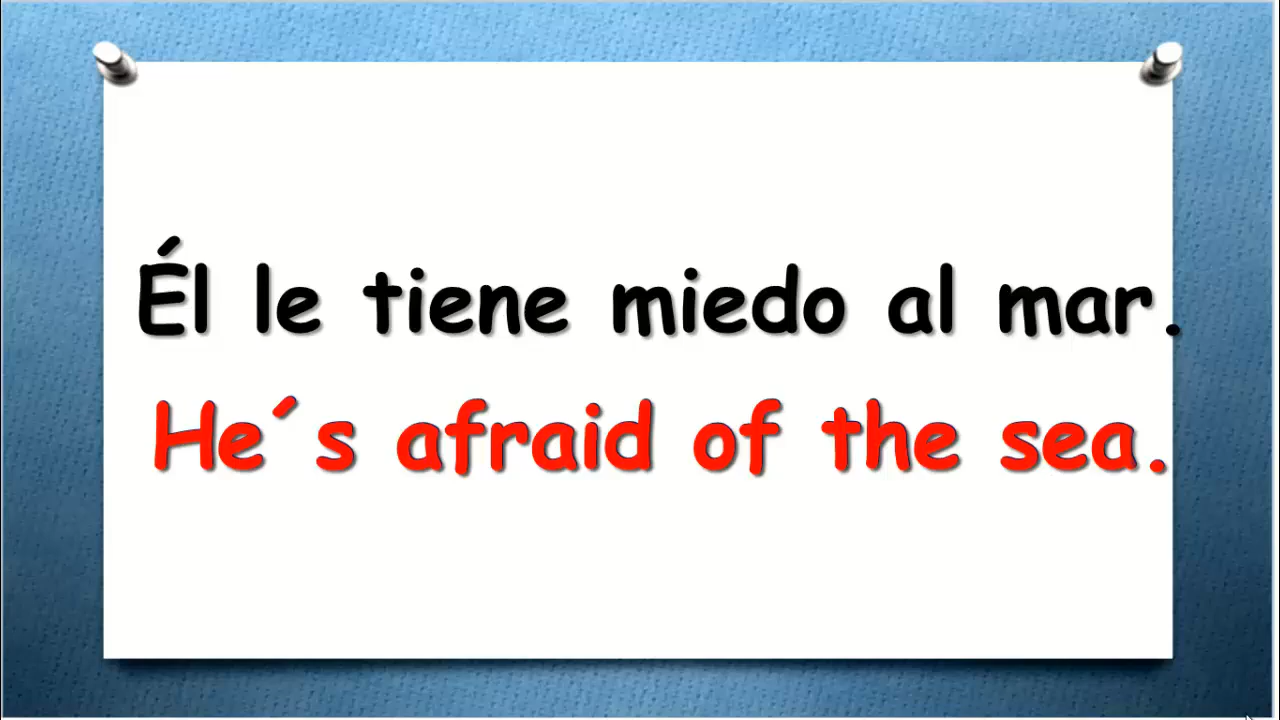 Él le tiene miedo al mar.
He´s afraid of the sea.